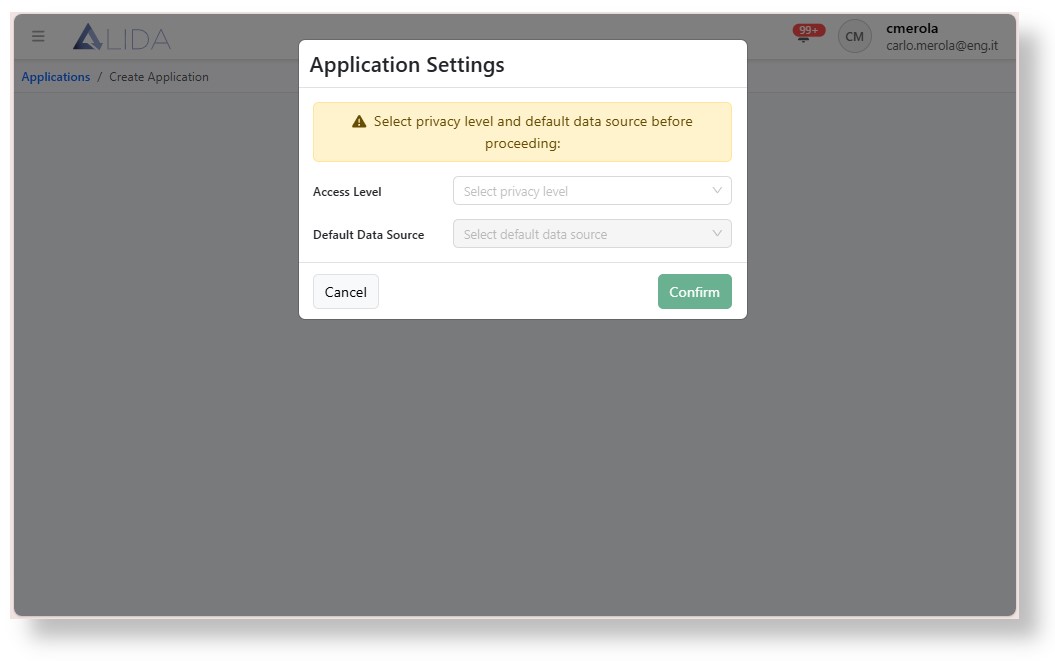 ALIDA
99+
CM
cmerola
carlo.merola@eng.it
Applications / Create Application
Application Settings
Select privacy level and default data source before
proceeding:
Access Level Select privacy level
Default Data Source Select default data source
Cancel Confirm